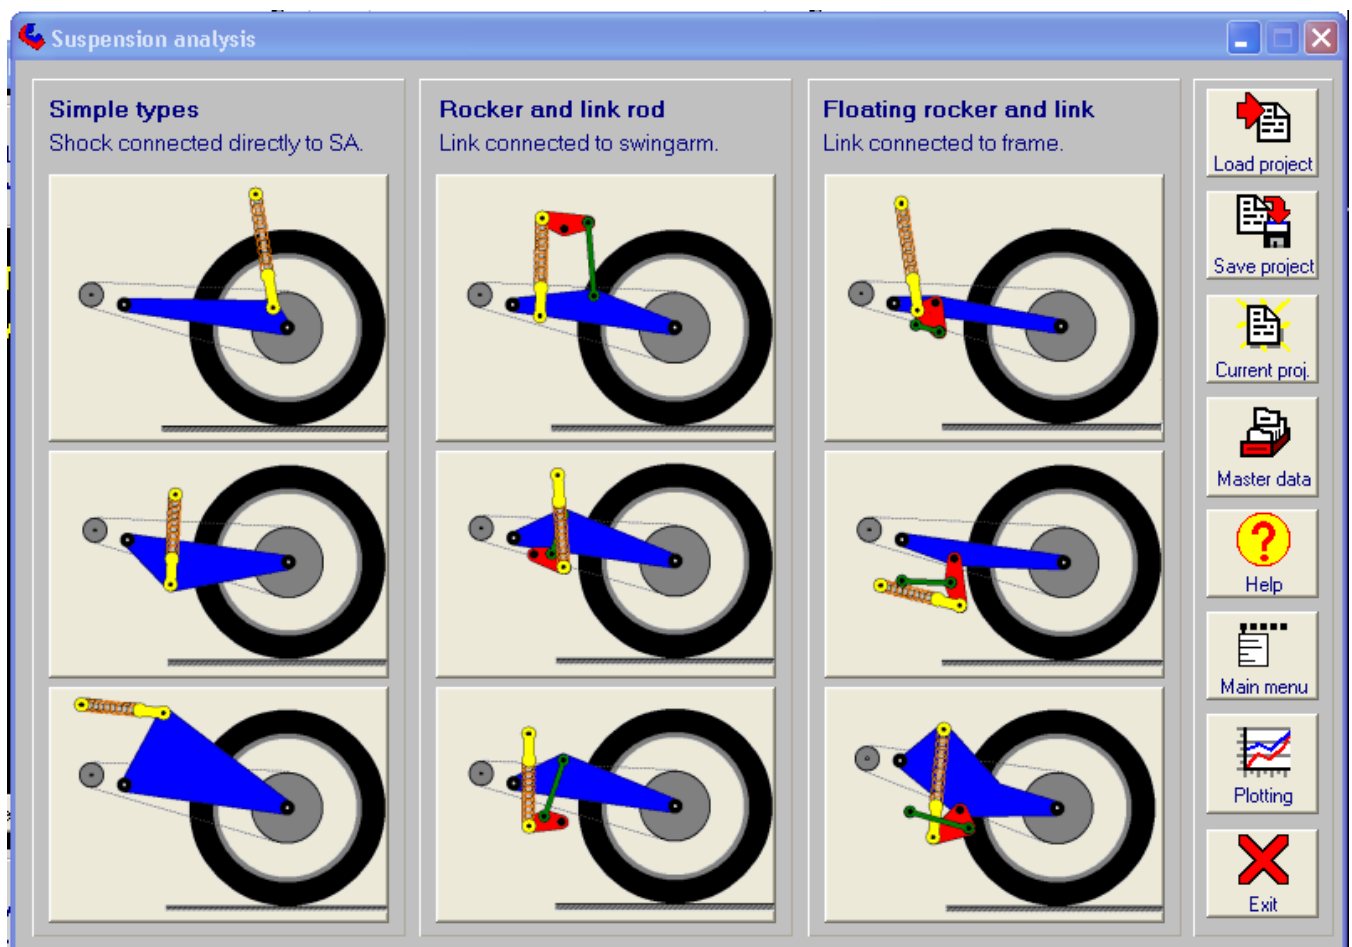 Suspension analysis
Simple types
Shock connected directly to SA.
Rocker and link rod
Link connected to swingarm.
Floating rocker and link
Link connected to frame.
Load project
Save project
Current proj.
Master data
Help
Main menu
Plotting
Exit